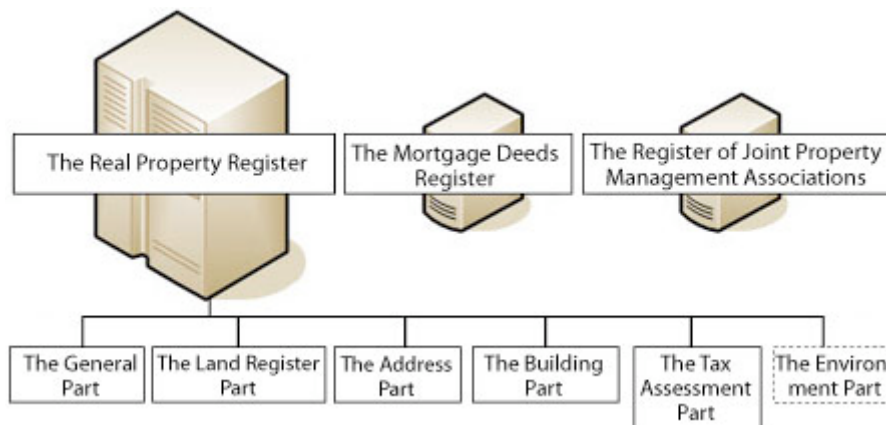 The Real Property Register
The Mortgage Deeds
Register
The Register of Joint Property
Management Associations
The General
Part
The Land Register
Part
The Address
Part
The Building
Part
The Tax
Assessment
Part
The Environ-
ment Part